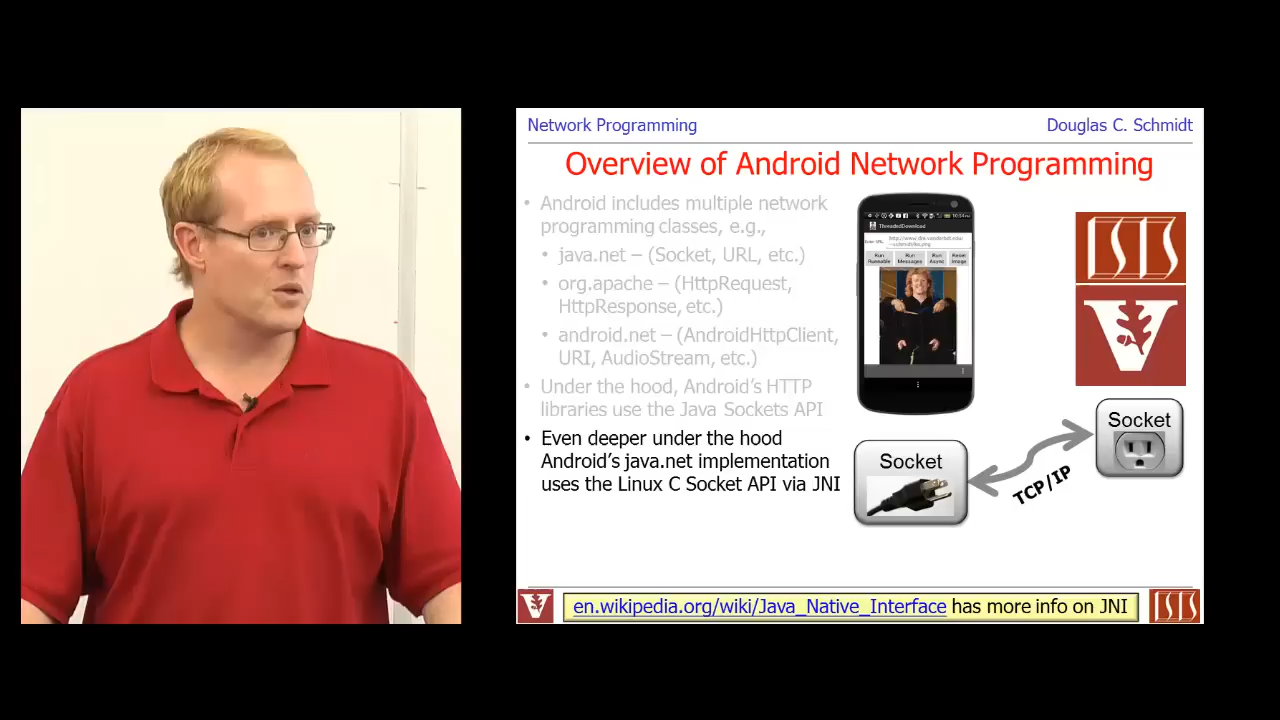 Network Programming
Douglas C. Schmidt
Overview of Android Network Programming
• Android includes multiple network
programming classes, e.g.,
• java.net – (Socket, URL, etc.)
• org.apache – (HttpRequest,
HttpResponse, etc.)
• android.net – (AndroidHttpClient,
URI, AudioStream, etc.)
• Under the hood, Android's HTTP
libraries use the Java Sockets API
• Even deeper under the hood
Android's java.net implementation
uses the Linux C Socket API via JNI
ThreadedDownload
Run
Runnable
Run
Messages
Run
Async
Reset
Image
ISIS
V
Socket
Socket
TCP/IP
V
en.wikipedia.org/wiki/Java_Native_Interface has more info on JNI
ISIS